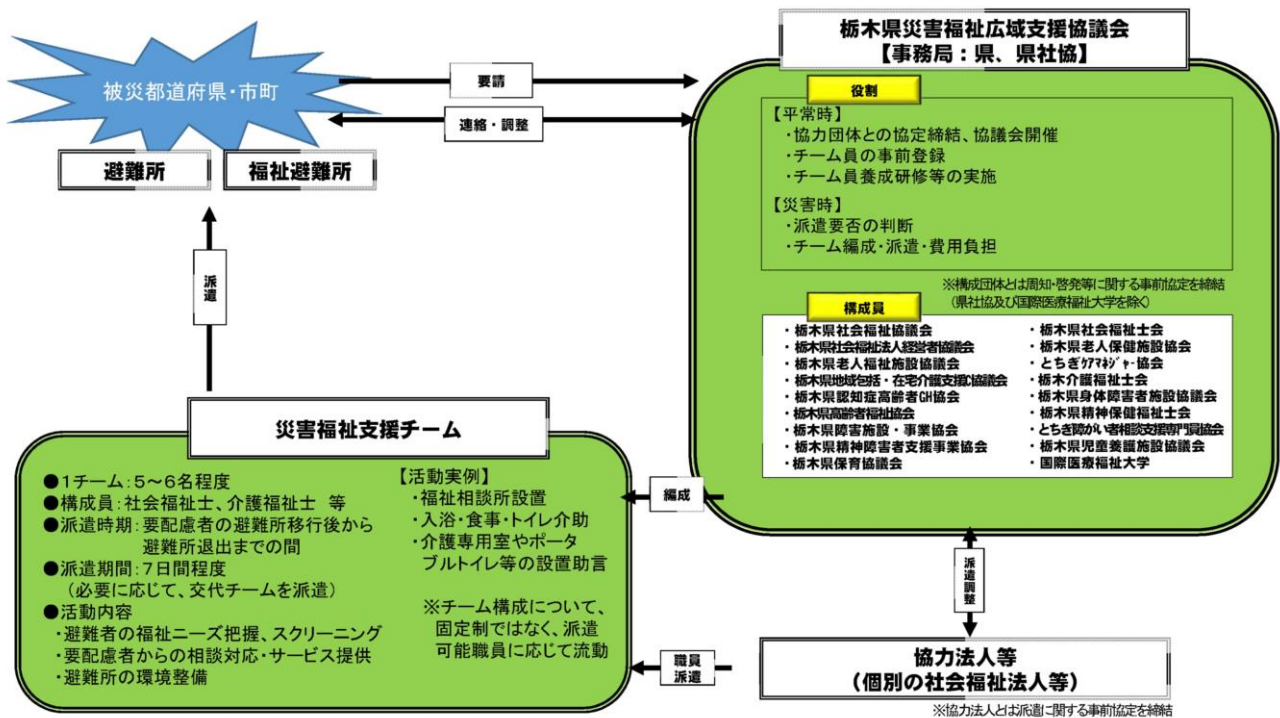 被災都道府県・市町
避難所
福祉避難所
要請
連絡・調整
派遣
栃木県災害福祉広域支援協議会
【事務局：県、県社協】
役割
【平常時】
・協力団体との協定締結、協議会開催
・チーム員の事前登録
・チーム員養成研修等の実施
【災害時】
・派遣要否の判断
・チーム編成・派遣・費用負担
※構成団体とは周知・啓発等に関する事前協定を締結
（県社協及び国際医療福祉大学を除く）
構成員
・栃木県社会福祉協議会
・栃木県社会福祉法人経営者協議会
・栃木県老人福祉施設協議会
・栃木県地域包括・在宅介護支援C協議会
・栃木県認知症高齢者GH協会
・栃木県高齢者福祉協会
・栃木県障害施設・事業協会
・栃木県精神障害者支援事業協会
・栃木県保育協議会
・栃木県社会福祉士会
・栃木県老人保健施設協会
・とちぎｹｱﾏﾈｼﾞｬｰ協会
・栃木介護福祉士会
・栃木県身体障害者施設協議会
・栃木県精神保健福祉士会
・とちぎ障がい者相談支援専門員協会
・栃木県児童養護施設協議会
・国際医療福祉大学
災害福祉支援チーム
●1チーム：5～6名程度
●構成員：社会福祉士、介護福祉士 等
●派遣時期：要配慮者の避難所移行後から
避難所退出までの間
●派遣期間：7日間程度
（必要に応じて、交代チームを派遣）
●活動内容
・避難者の福祉ニーズ把握、スクリーニング
・要配慮者からの相談対応・サービス提供
・避難所の環境整備
【活動実例】
・福祉相談所設置
・入浴・食事・トイレ介助
・介護専用室やポータ
ブルトイレ等の設置助言
※チーム構成について、
固定制ではなく、派遣
可能職員に応じて流動
編成
派遣調整
職員
派遣
協力法人等
（個別の社会福祉法人等）
※協力法人とは派遣に関する事前協定を締結